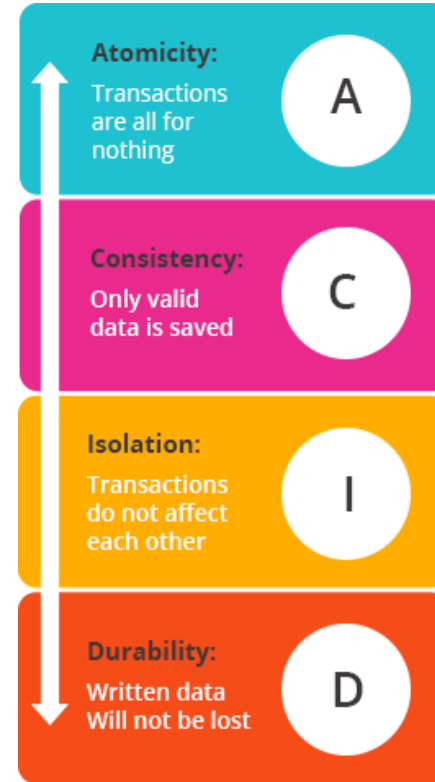 Atomicity:
Transactions
are all for
nothing
A
Consistency:
Only valid
data is saved
C
Isolation:
Transactions
do not affect
each other
I
Durability:
Written data
Will not be lost
D